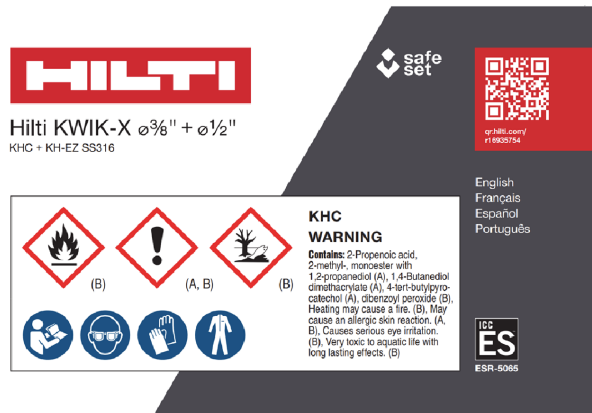 HILTI
Hilti KWIK-X ø⅜" + ø½"
KHC + KH-EZ SS316
safe
set
qr.hilti.com/
r16935754
English
Français
Español
Português
(B)
(A, B)
(B)
KHC
WARNING
Contains: 2-Propenoic acid,
2-methyl-, monoester with
1,2-propanediol (A), 1,4-Butanediol
dimethacrylate (A), 4-tert-butylpyro-
catechol (A), dibenzoyl peroxide (B),
Heating may cause a fire. (B), May
cause an allergic skin reaction. (A,
B), Causes serious eye irritation.
(B), Very toxic to aquatic life with
long lasting effects. (B)
ICC
ES
ESR-5065